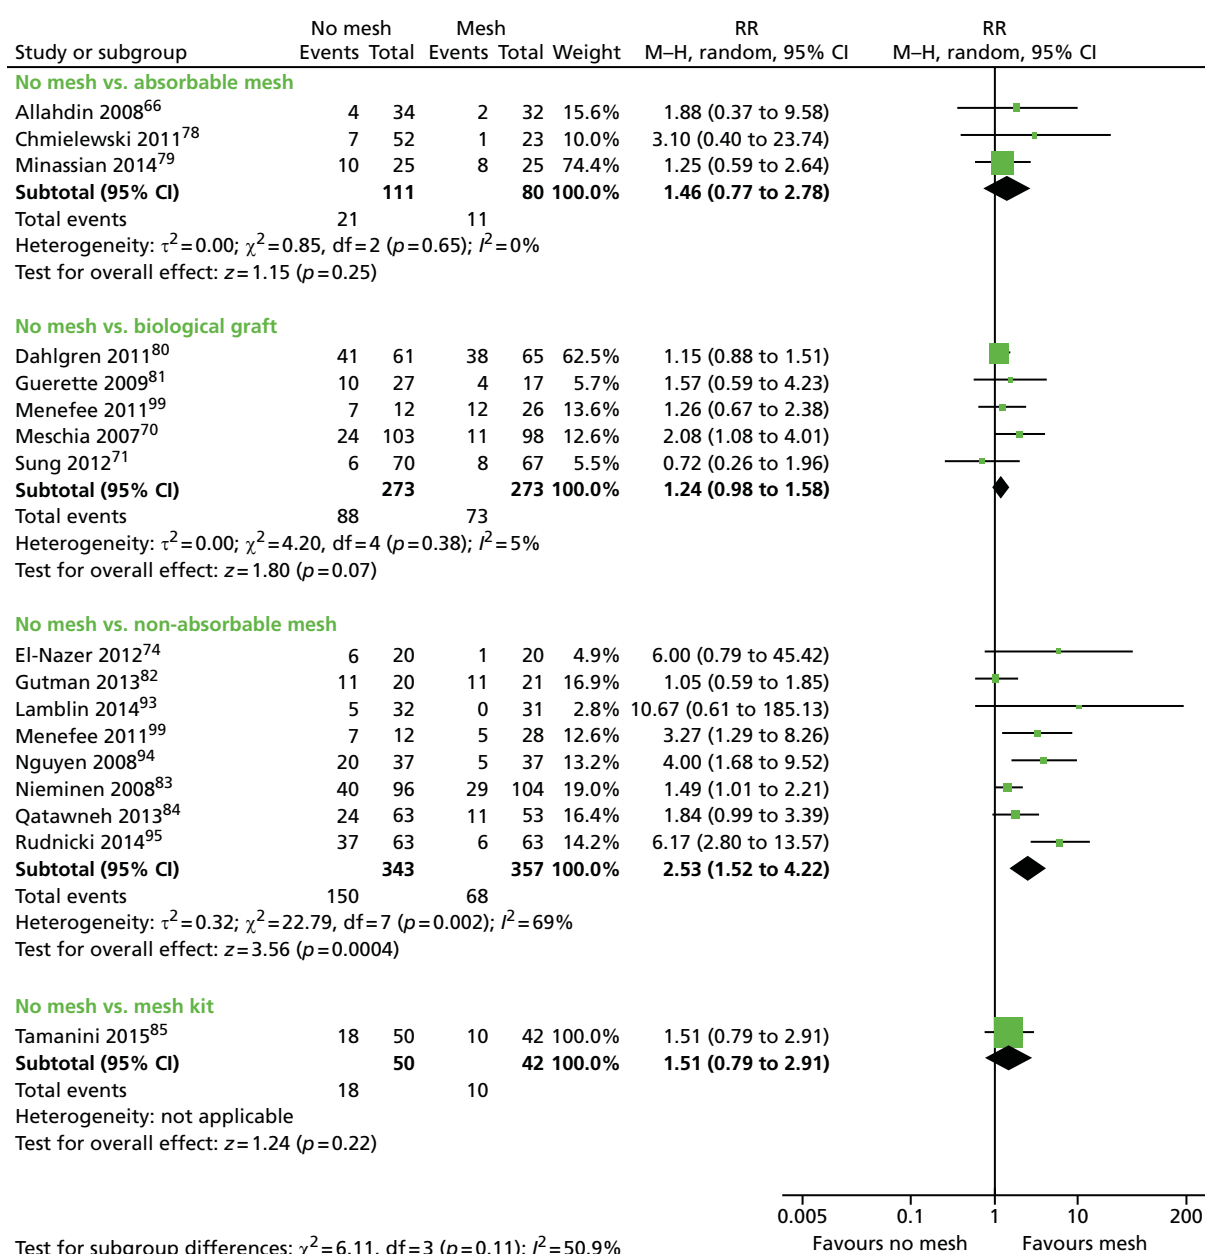 No mesh Mesh RR RR
Study or subgroup Events Total Events Total Weight M–H, random, 95% CI M–H, random, 95% CI
No mesh vs. absorbable mesh
Allahdin 2008⁶⁶ 4 34 2 32 15.6% 1.88 (0.37 to 9.58)
Chmielewski 2011⁷⁸ 7 52 1 23 10.0% 3.10 (0.40 to 23.74)
Minassian 2014⁷⁹ 10 25 8 25 74.4% 1.25 (0.59 to 2.64)
Subtotal (95% CI) 111 80 100.0% 1.46 (0.77 to 2.78)
Total events 21 11
Heterogeneity: τ²=0.00; χ²=0.85, df=2 (p=0.65); I²=0%
Test for overall effect: z=1.15 (p=0.25)
No mesh vs. biological graft
Dahlgren 2011⁸⁰ 41 61 38 65 62.5% 1.15 (0.88 to 1.51)
Guerette 2009⁸¹ 10 27 4 17 5.7% 1.57 (0.59 to 4.23)
Menefee 2011⁹⁹ 7 12 12 26 13.6% 1.26 (0.67 to 2.38)
Meschia 2007⁷⁰ 24 103 11 98 12.6% 2.08 (1.08 to 4.01)
Sung 2012⁷¹ 6 70 8 67 5.5% 0.72 (0.26 to 1.96)
Subtotal (95% CI) 273 273 100.0% 1.24 (0.98 to 1.58)
Total events 88 73
Heterogeneity: τ²=0.00; χ²=4.20, df=4 (p=0.38); I²=5%
Test for overall effect: z=1.80 (p=0.07)
No mesh vs. non-absorbable mesh
El-Nazer 2012⁷⁴ 6 20 1 20 4.9% 6.00 (0.79 to 45.42)
Gutman 2013⁸² 11 20 11 21 16.9% 1.05 (0.59 to 1.85)
Lamblin 2014⁹³ 5 32 0 31 2.8% 10.67 (0.61 to 185.13)
Menefee 2011⁹⁹ 7 12 5 28 12.6% 3.27 (1.29 to 8.26)
Nguyen 2008⁹⁴ 20 37 5 37 13.2% 4.00 (1.68 to 9.52)
Nieminen 2008⁸³ 40 96 29 104 19.0% 1.49 (1.01 to 2.21)
Qatawneh 2013⁸⁴ 24 63 11 53 16.4% 1.84 (0.99 to 3.39)
Rudnicki 2014⁹⁵ 37 63 6 63 14.2% 6.17 (2.80 to 13.57)
Subtotal (95% CI) 343 357 100.0% 2.53 (1.52 to 4.22)
Total events 150 68
Heterogeneity: τ²=0.32; χ²=22.79, df=7 (p=0.002); I²=69%
Test for overall effect: z=3.56 (p=0.0004)
No mesh vs. mesh kit
Tamanini 2015⁸⁵ 18 50 10 42 100.0% 1.51 (0.79 to 2.91)
Subtotal (95% CI) 50 42 100.0% 1.51 (0.79 to 2.91)
Total events 18 10
Heterogeneity: not applicable
Test for overall effect: z=1.24 (p=0.22)
0.005 0.1 1 10 200
Test for subgroup differences: χ²=6.11, df=3 (p=0.11); I²=50.9% Favours no mesh Favours mesh